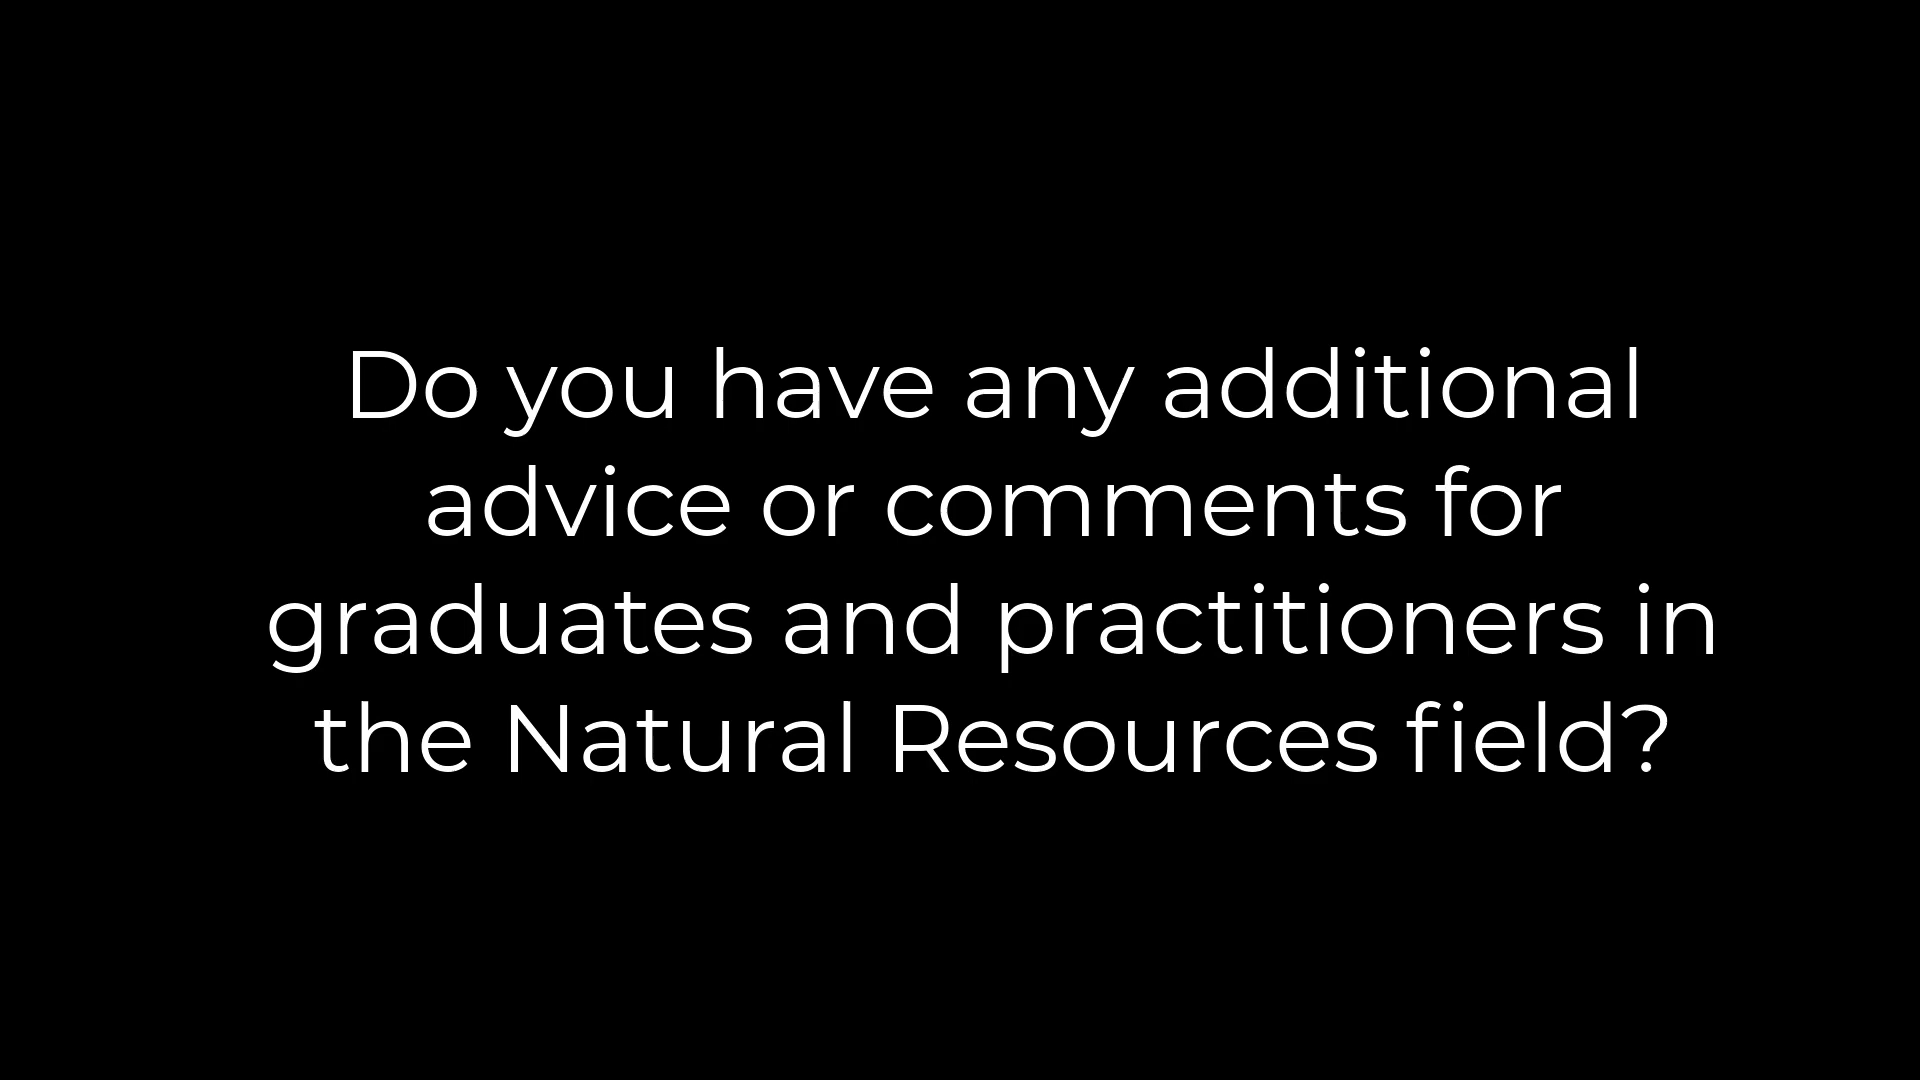 Do you have any additional
advice or comments for
graduates and practitioners in
the Natural Resources field?